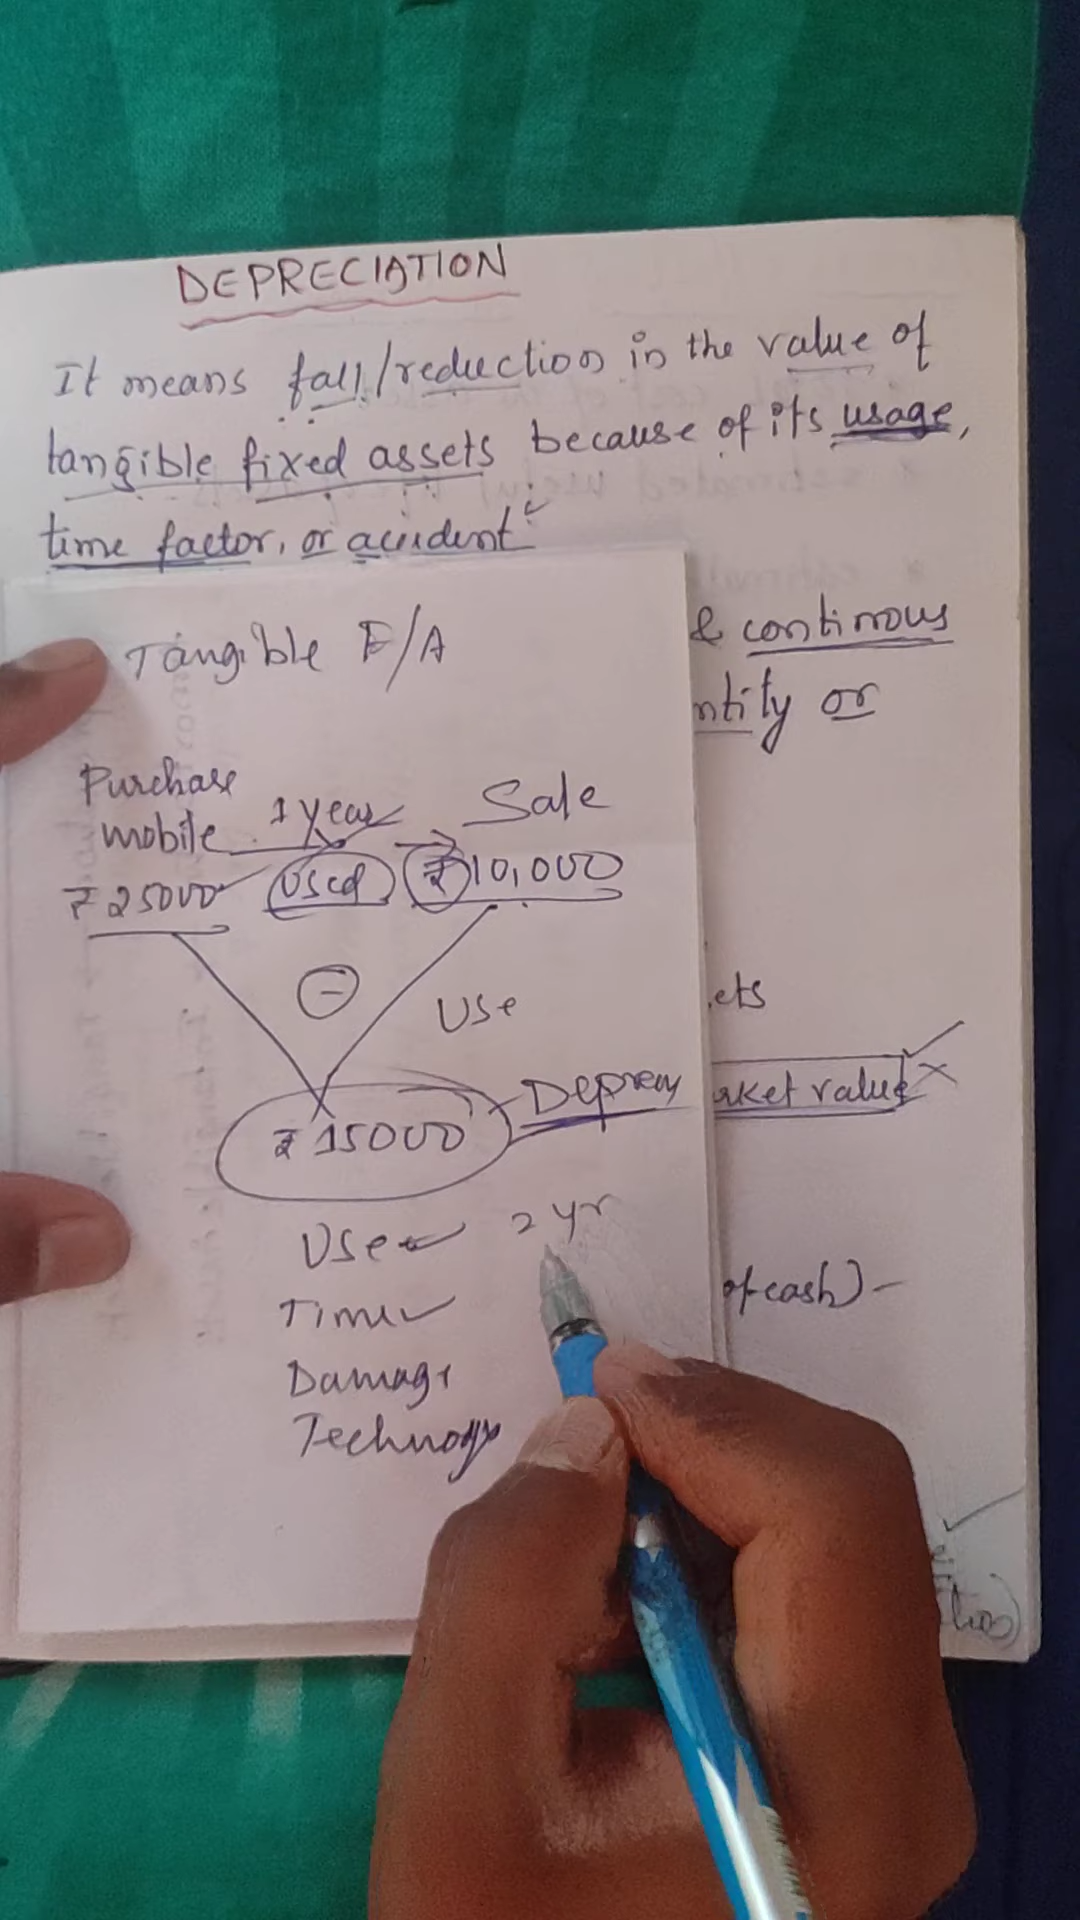 DEPRECIATION
It means fall/reduction in the value of
tangible fixed assets because of its usage,
time factor, or accident
& continous
ntity or
Tangible F/A
Purchase
mobile 1 year Sale
₹ 25000 used ₹ 10,000
-
Use
ets
₹ 15000
arket value
Use 2 yr
of cash) -
Time
Damage